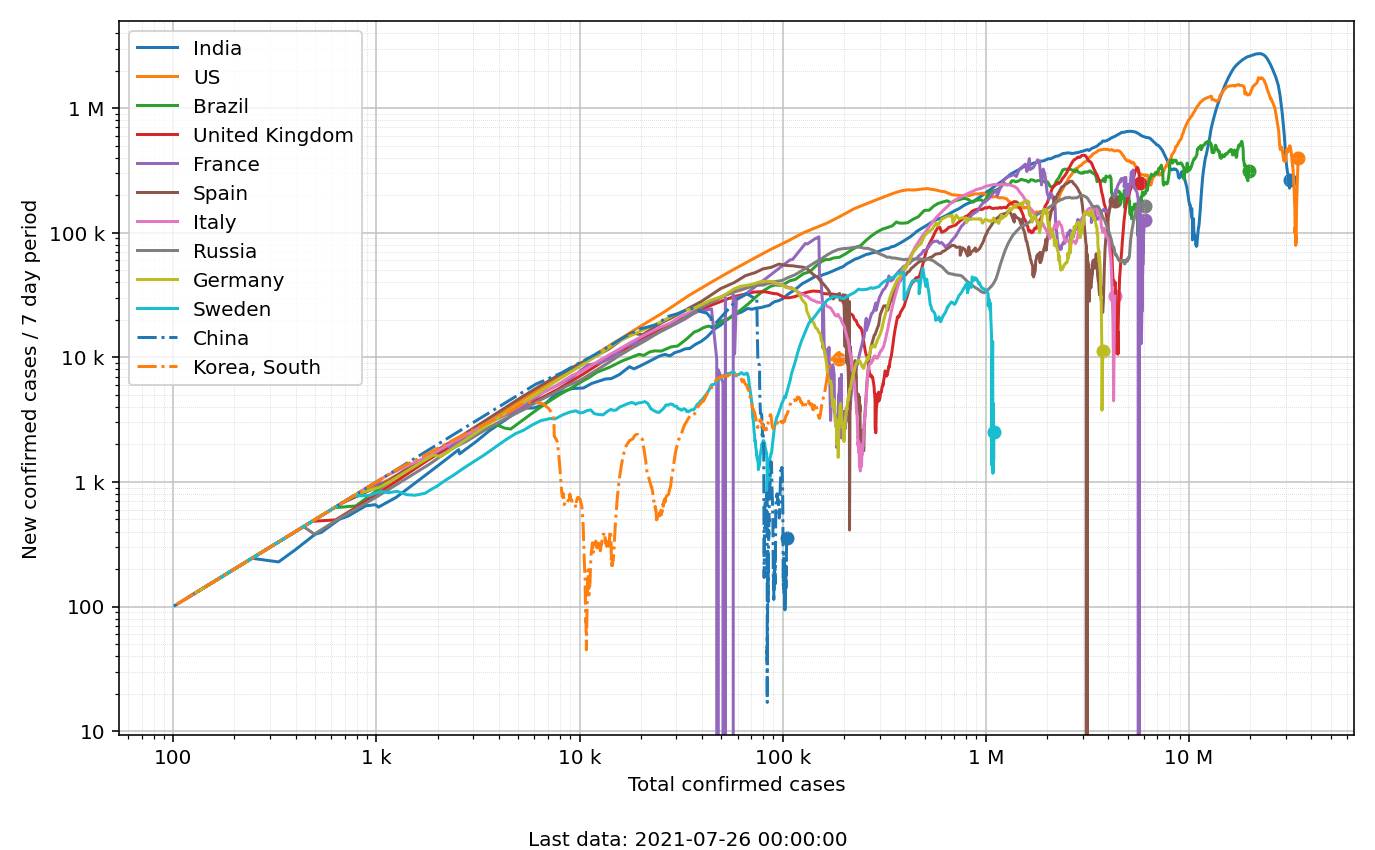 India
US
Brazil
United Kingdom
France
Spain
Italy
Russia
Germany
Sweden
China
Korea, South
New confirmed cases / 7 day period
1 M
100 k
10 k
1 k
100
10
100
1 k
10 k
100 k
1 M
10 M
Total confirmed cases
Last data: 2021-07-26 00:00:00